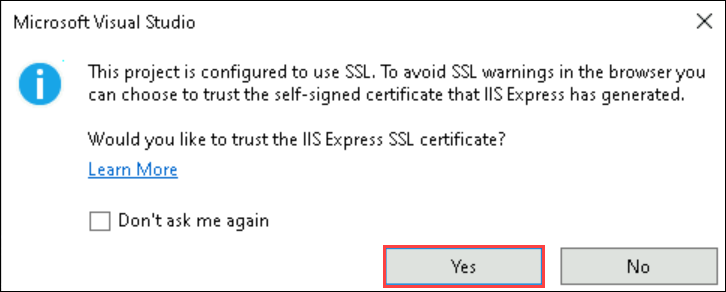 Microsoft Visual Studio
This project is configured to use SSL. To avoid SSL warnings in the browser you
can choose to trust the self-signed certificate that IIS Express has generated.
Would you like to trust the IIS Express SSL certificate?
Learn More
Don't ask me again
Yes
No